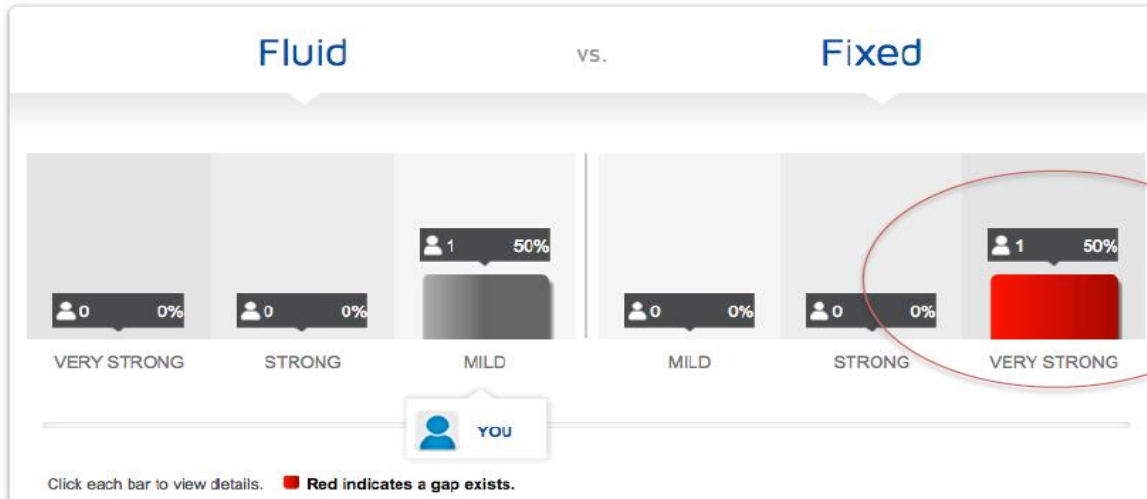 Fluid vs. Fixed
1 50% 1 50%
0 0% 0 0% 0 0% 0 0%
VERY STRONG STRONG MILD MILD STRONG VERY STRONG
YOU
Click each bar to view details. Red indicates a gap exists.